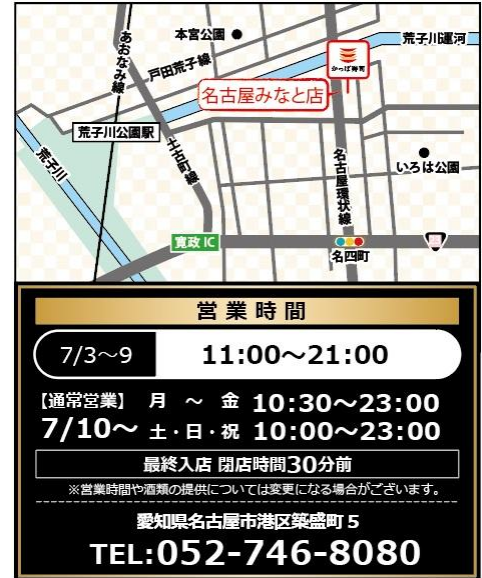 本宮公園
荒子川運河
あおなみ線
戸田荒子線
かっぱ寿司
名古屋みなと店
荒子川公園駅
荒子川
土古町線
名古屋環状線
いろは公園
寛政 IC
名四町
営業時間
7/3～9 11:00～21:00
【通常営業】 月 ～ 金 10:30～23:00
7/10～ 土・日・祝 10:00～23:00
最終入店 閉店時間30分前
※営業時間や酒類の提供については変更になる場合がございます。
愛知県名古屋市港区築盛町 5
TEL:052-746-8080